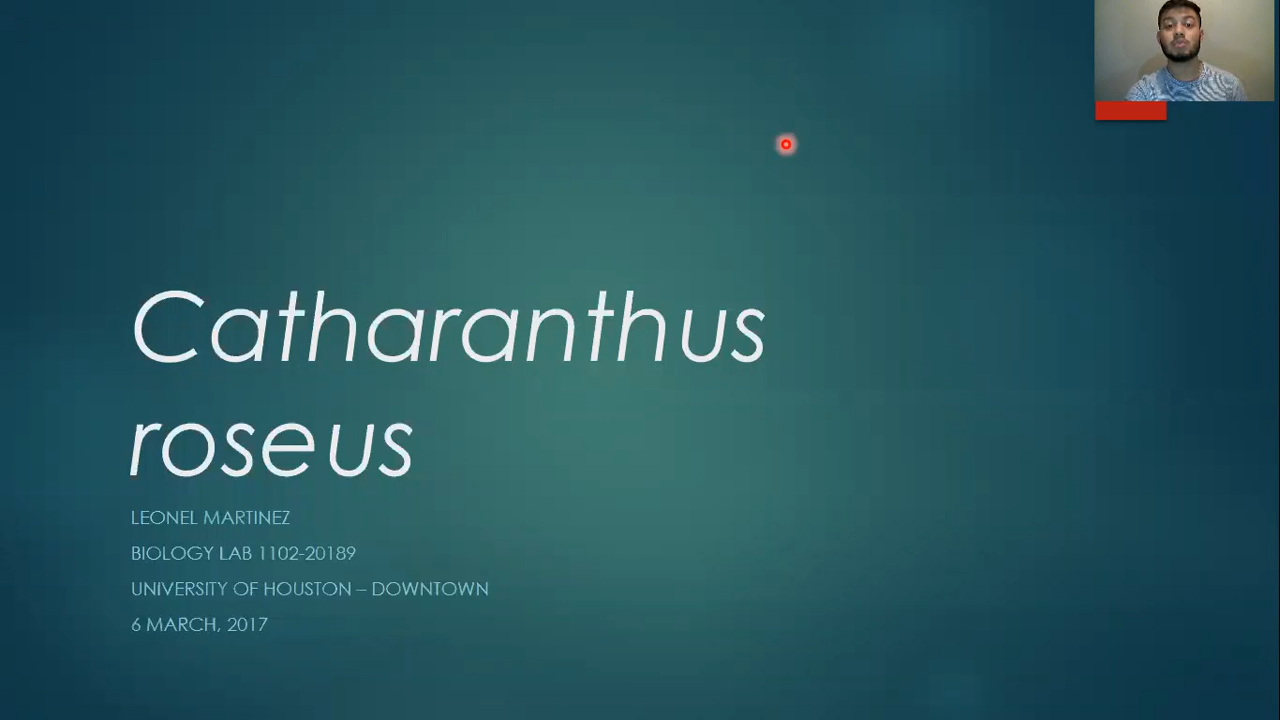 Catharanthus
roseus
LEONEL MARTINEZ
BIOLOGY LAB 1102-20189
UNIVERSITY OF HOUSTON – DOWNTOWN
6 MARCH, 2017